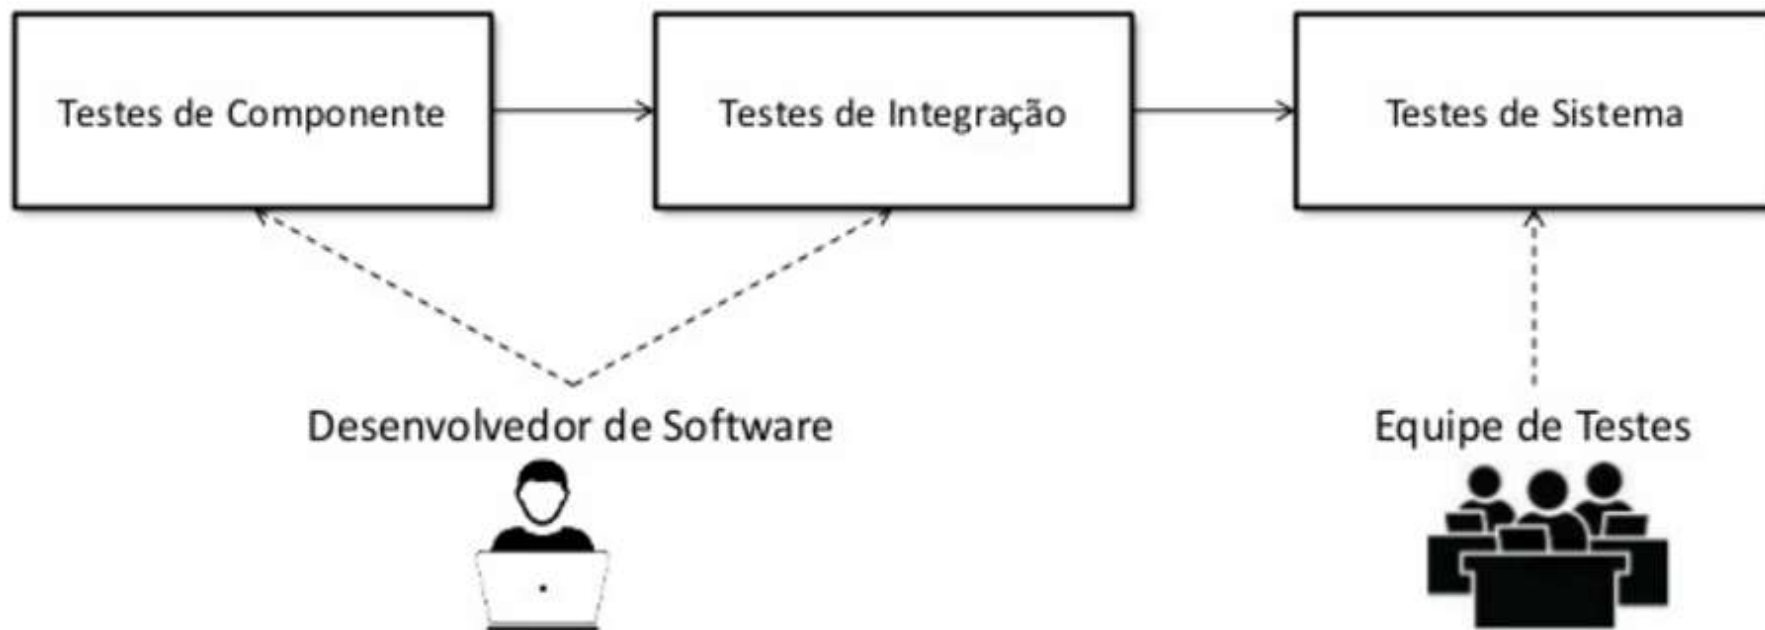 Testes de Componente
Testes de Integração
Testes de Sistema
Desenvolvedor de Software
Equipe de Testes